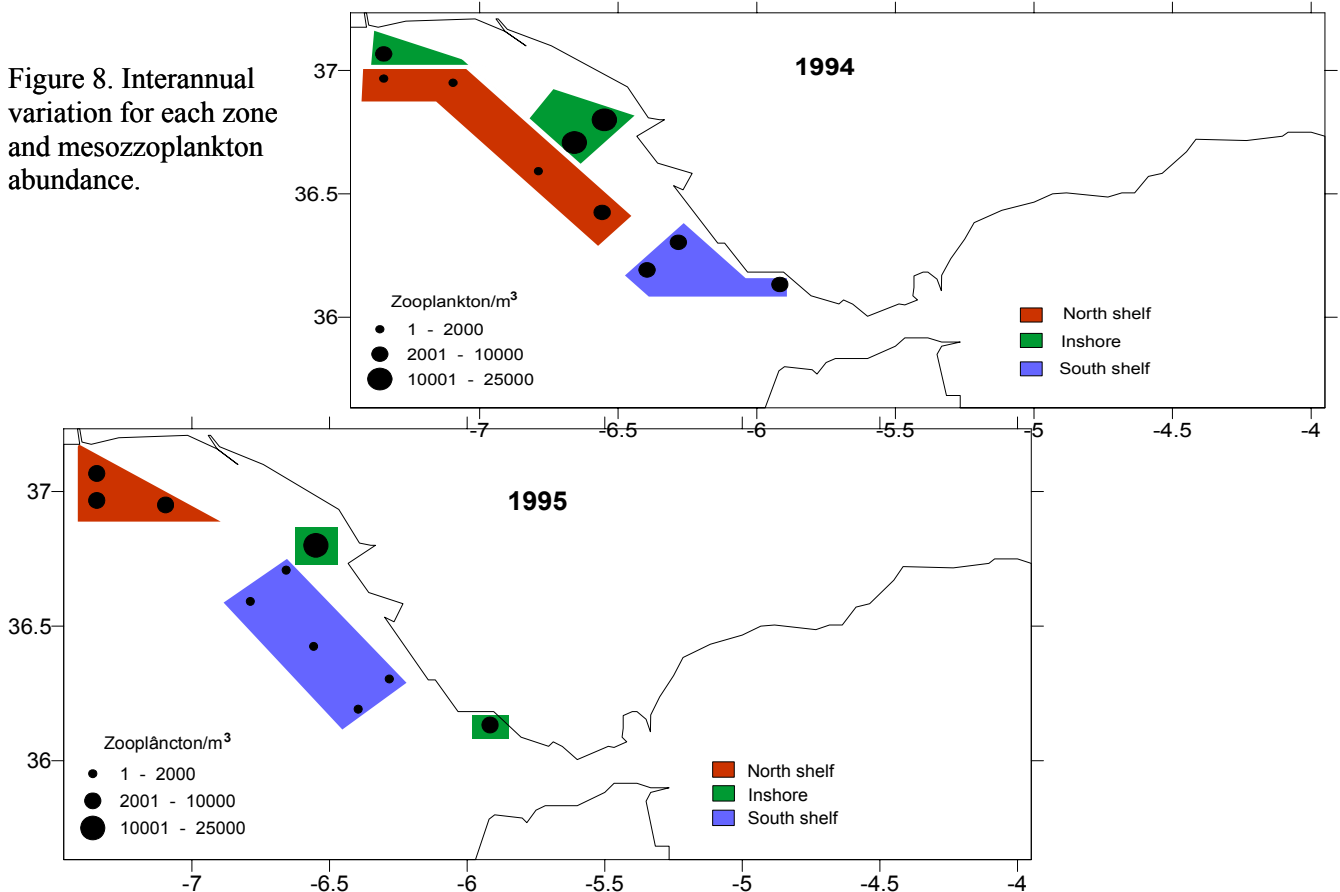 Figure 8. Interannual
variation for each zone
and mesozzoplankton
abundance.
1994
37
36.5
36
Zooplankton/m³
1 - 2000
2001 - 10000
10001 - 25000
North shelf
Inshore
South shelf
-7
-6.5
-6
-5.5
-5
-4.5
-4
1995
37
36.5
36
Zooplâncton/m³
1 - 2000
2001 - 10000
10001 - 25000
North shelf
Inshore
South shelf
-7
-6.5
-6
-5.5
-5
-4.5
-4